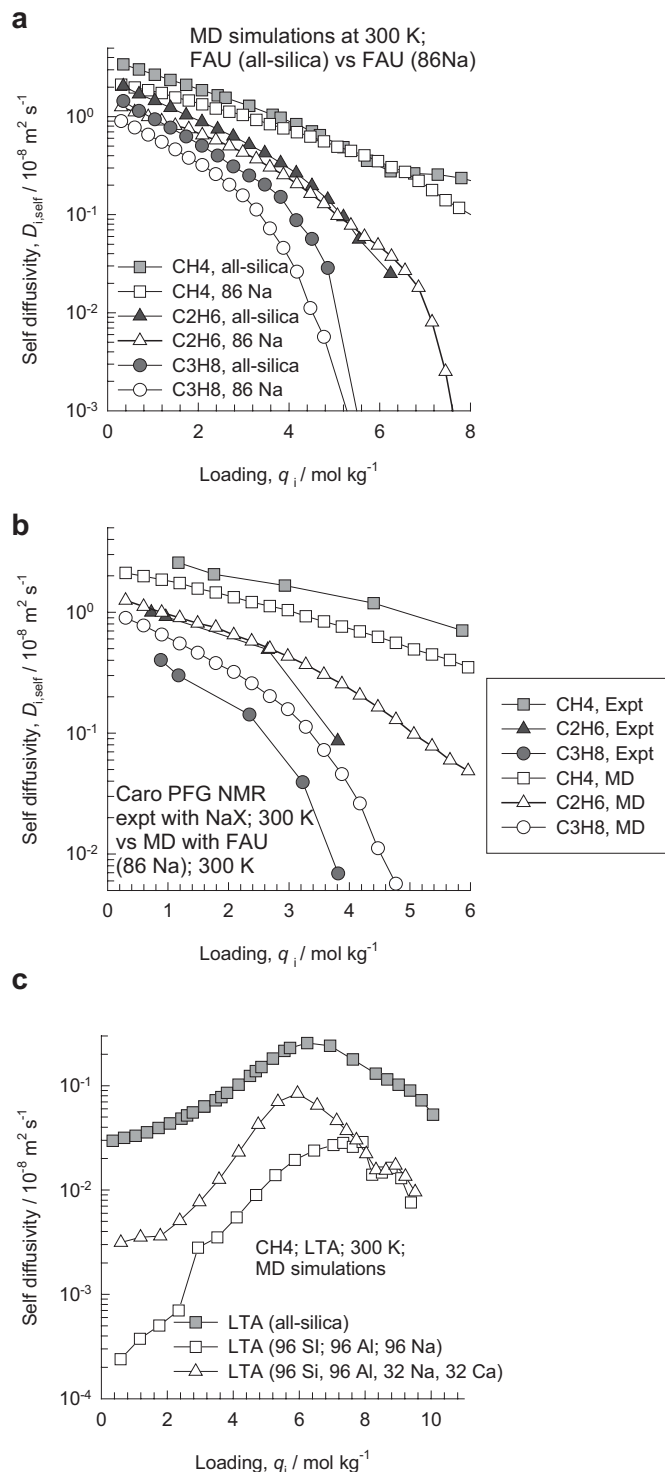 a
MD simulations at 300 K;
FAU (all-silica) vs FAU (86Na)
Self diffusivity, D_i,self / 10^-8 m^2 s^-1
10^0
10^-1
10^-2
10^-3
CH4, all-silica
CH4, 86 Na
C2H6, all-silica
C2H6, 86 Na
C3H8, all-silica
C3H8, 86 Na
0 2 4 6 8
Loading, q_i / mol kg^-1
b
Self diffusivity, D_i,self / 10^-8 m^2 s^-1
10^0
10^-1
10^-2
Caro PFG NMR
expt with NaX; 300 K
vs MD with FAU
(86 Na); 300 K
0 1 2 3 4 5 6
Loading, q_i / mol kg^-1
CH4, Expt
C2H6, Expt
C3H8, Expt
CH4, MD
C2H6, MD
C3H8, MD
c
Self diffusivity / 10^-8 m^2 s^-1
10^-1
10^-2
10^-3
10^-4
CH4; LTA; 300 K;
MD simulations
LTA (all-silica)
LTA (96 SI; 96 Al; 96 Na)
LTA (96 Si, 96 Al, 32 Na, 32 Ca)
0 2 4 6 8 10
Loading, q_i / mol kg^-1